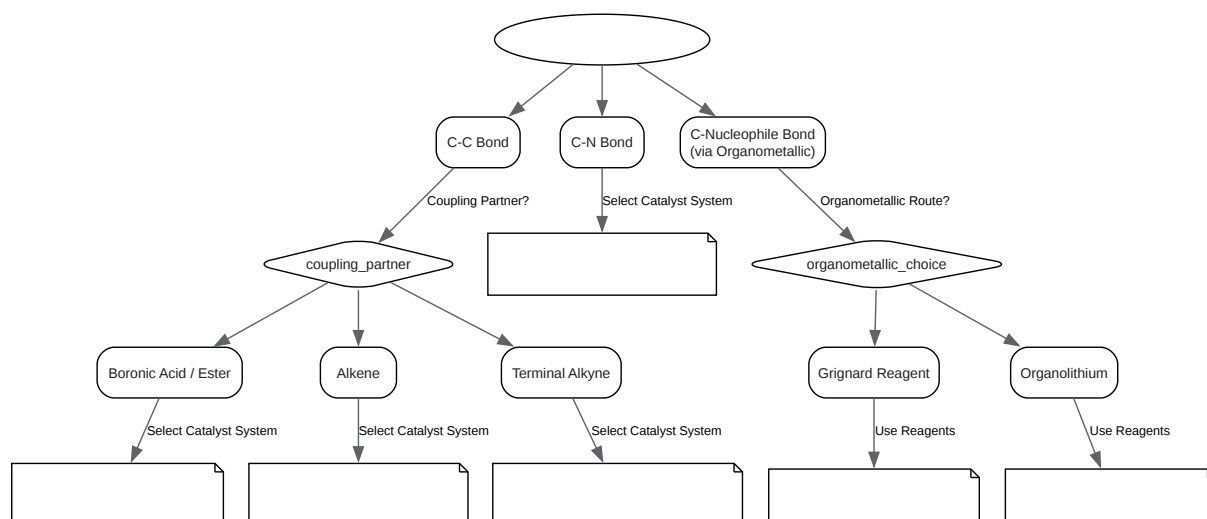 C-C Bond
C-N Bond
C-Nucleophile Bond
(via Organometallic)
Coupling Partner?
Select Catalyst System
Organometallic Route?
coupling_partner
organometallic_choice
Boronic Acid / Ester
Alkene
Terminal Alkyne
Grignard Reagent
Organolithium
Select Catalyst System
Select Catalyst System
Select Catalyst System
Use Reagents
Use Reagents